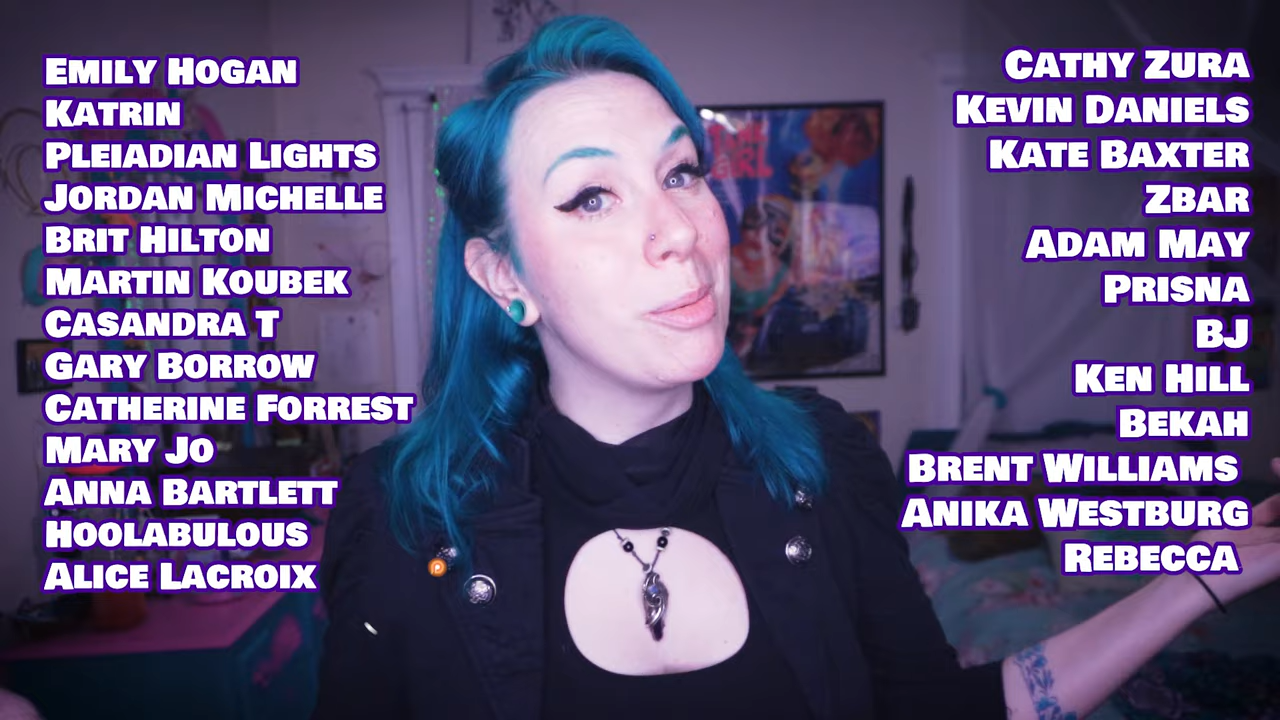 Emily Hogan
Katrin
Pleiadian Lights
Jordan Michelle
Brit Hilton
Martin Koubek
Casandra T
Gary Borrow
Catherine Forrest
Mary Jo
Anna Bartlett
Hoolabulous
Alice Lacroix
Cathy Zura
Kevin Daniels
Kate Baxter
Zbar
Adam May
Prisna
BJ
Ken Hill
Bekah
Brent Williams
Anika Westburg
Rebecca